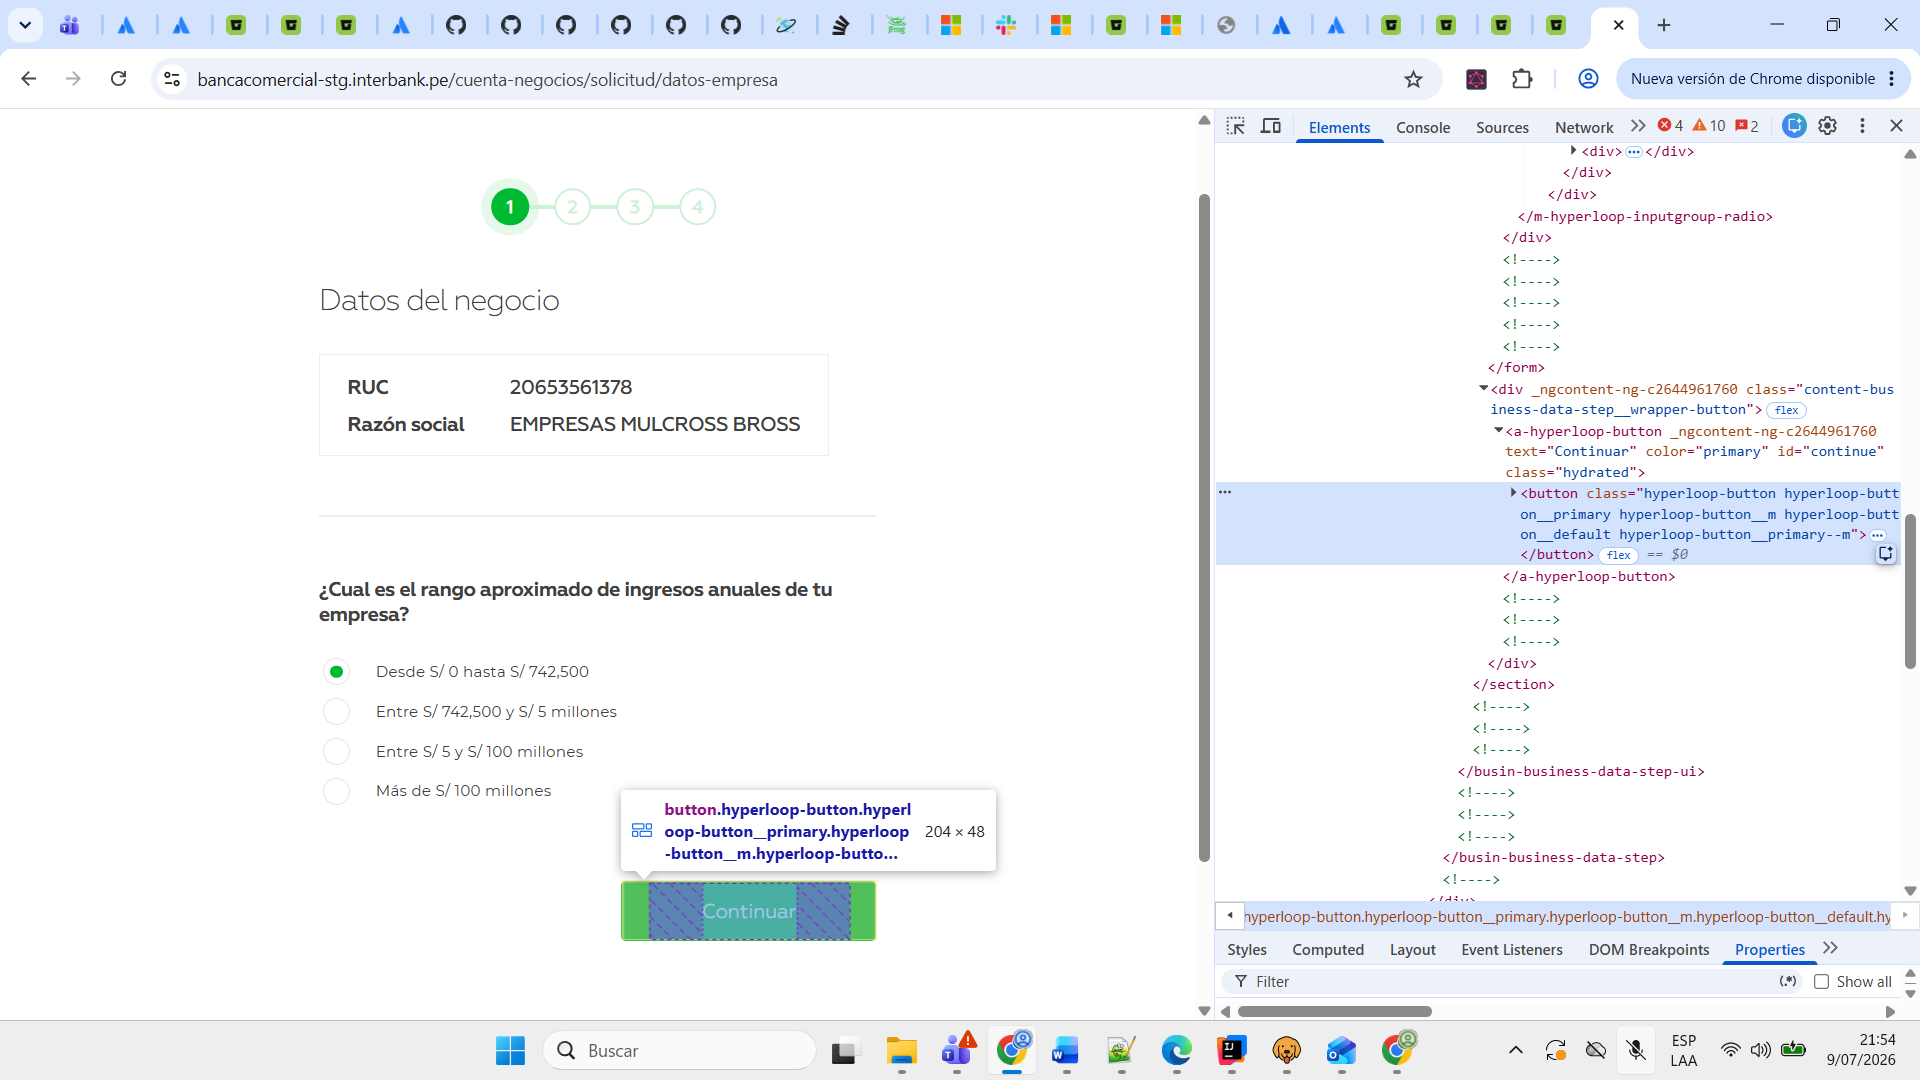 bancacomercial-stg.interbank.pe/cuenta-negocios/solicitud/datos-empresa
Nueva versión de Chrome disponible
1
2
3
4
Datos del negocio
RUC
20653561378
Razón social
EMPRESAS MULCROSS BROSS
¿Cual es el rango aproximado de ingresos anuales de tu
empresa?
Desde S/ 0 hasta S/ 742,500
Entre S/ 742,500 y S/ 5 millones
Entre S/ 5 y S/ 100 millones
Más de S/ 100 millones
button.hyperloop-button.hyperl
oop-button__primary.hyperloop
-button__m.hyperloop-butto...
204 × 48
Continuar
Elements
Console
Sources
Network
4
10
2
<div> ••• </div>
</div>
</div>
</m-hyperloop-inputgroup-radio>
</div>
<!---->
<!---->
<!---->
<!---->
<!---->
</form>
<div _ngcontent-ng-c2644961760 class="content-bus
iness-data-step__wrapper-button"> flex
<a-hyperloop-button _ngcontent-ng-c2644961760
text="Continuar" color="primary" id="continue"
class="hydrated">
<button class="hyperloop-button hyperloop-butt
on__primary hyperloop-button__m hyperloop-butt
on__default hyperloop-button__primary--m"> •••
</button> flex == $0
</a-hyperloop-button>
<!---->
<!---->
<!---->
</div>
</section>
<!---->
<!---->
<!---->
</busin-business-data-step-ui>
<!---->
<!---->
<!---->
</busin-business-data-step>
<!---->
</div>
hyperloop-button.hyperloop-button__primary.hyperloop-button__m.hyperloop-button__default.hy
Styles
Computed
Layout
Event Listeners
DOM Breakpoints
Properties
Filter
(.*)
Show all
Buscar
ESP
LAA
21:54
9/07/2026